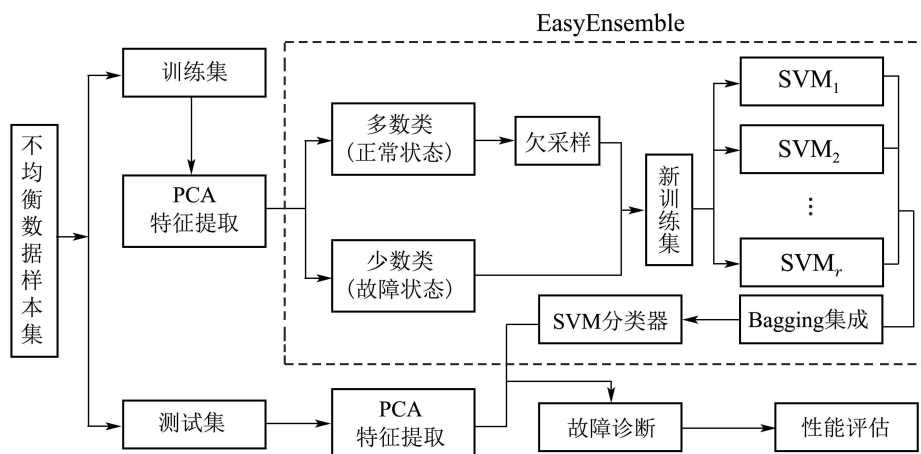 EasyEnsemble
不均衡数据样本集
训练集
PCA
特征提取
多数类
(正常状态)
欠采样
少数类
(故障状态)
新训练集
SVM₁
SVM₂
⋮
SVMᵣ
Bagging集成
SVM分类器
测试集
PCA
特征提取
故障诊断
性能评估